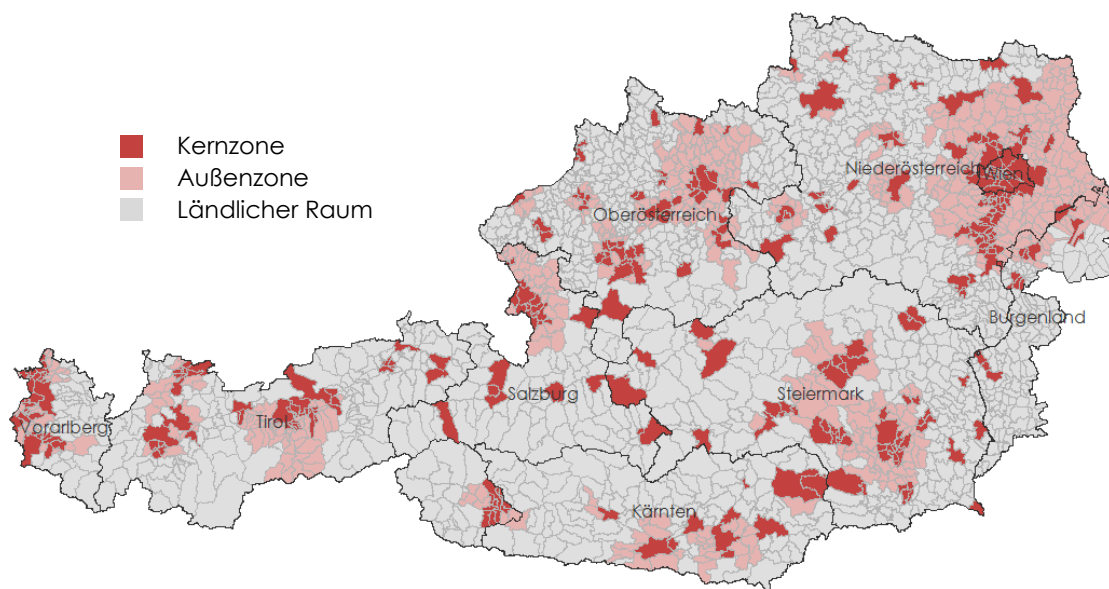 Kernzone
Außenzone
Ländlicher Raum
Niederösterreich
Wien
Oberösterreich
Burgenland
Salzburg
Steiermark
Tirol
Vorarlberg
Kärnten